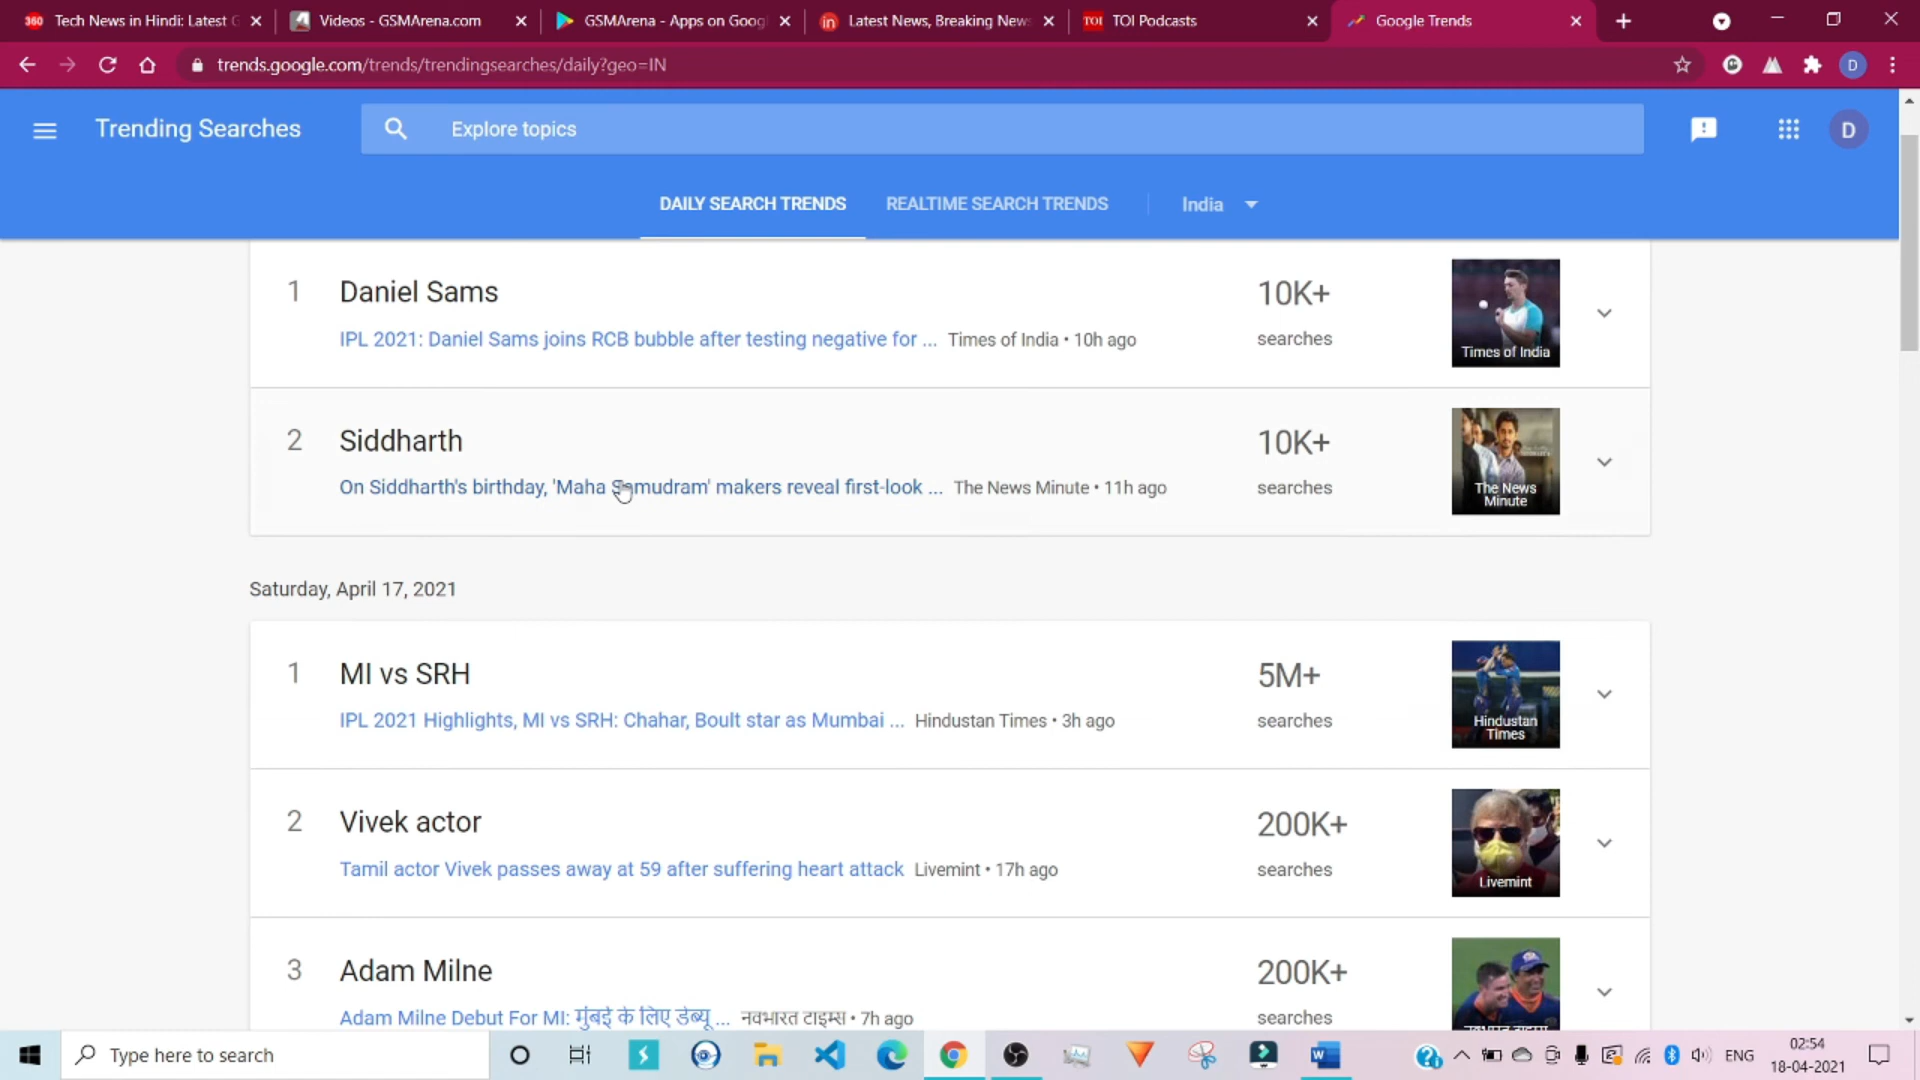 Tech News in Hindi: Latest G
Videos - GSMArena.com
GSMArena - Apps on Goog
Latest News, Breaking New
TOI Podcasts
Google Trends
trends.google.com/trends/trendingsearches/daily?geo=IN
D
Trending Searches
Explore topics
D
DAILY SEARCH TRENDS
REALTIME SEARCH TRENDS
India
1
Daniel Sams
10K+
IPL 2021: Daniel Sams joins RCB bubble after testing negative for ...
Times of India • 10h ago
searches
Times of India
2
Siddharth
10K+
On Siddharth's birthday, 'Maha Samudram' makers reveal first-look ...
The News Minute • 11h ago
searches
The News
Minute
Saturday, April 17, 2021
1
MI vs SRH
5M+
IPL 2021 Highlights, MI vs SRH: Chahar, Boult star as Mumbai ...
Hindustan Times • 3h ago
searches
Hindustan
Times
2
Vivek actor
200K+
Tamil actor Vivek passes away at 59 after suffering heart attack
Livemint • 17h ago
searches
Livemint
3
Adam Milne
200K+
Adam Milne Debut For MI: मुंबई के लिए डेब्यू ...
नवभारत टाइम्स • 7h ago
searches
Type here to search
ENG
02:54
18-04-2021